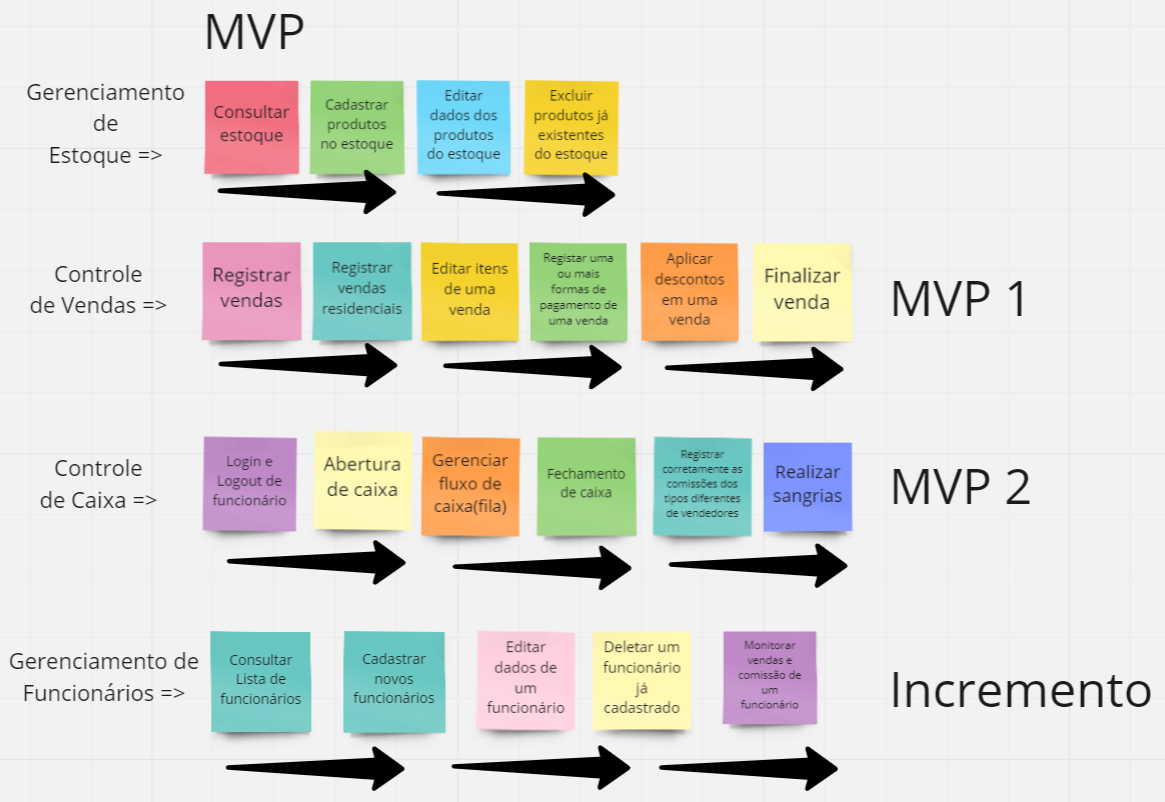 MVP
Gerenciamento
de
Estoque =>
Consultar
estoque
Cadastrar
produtos
no estoque
Editar
dados dos
produtos
do estoque
Excluir
produtos já
existentes
do estoque
Controle
de Vendas =>
Registrar
vendas
Registrar
vendas
residenciais
Editar itens
de uma
venda
Registar uma
ou mais
formas de
pagamento de
uma venda
Aplicar
descontos
em uma
venda
Finalizar
venda
MVP 1
Controle
de Caixa =>
Login e
Logout de
funcionário
Abertura
de caixa
Gerenciar
fluxo de
caixa(fila)
Fechamento
de caixa
Registrar
corretamente as
comissões dos
tipos diferentes
de vendedores
Realizar
sangrias
MVP 2
Gerenciamento de
Funcionários =>
Consultar
Lista de
funcionários
Cadastrar
novos
funcionários
Editar
dados de
um
funcionário
Deletar um
funcionário
já
cadastrado
Monitorar
vendas e
comissão de
um
funcionário
Incremento